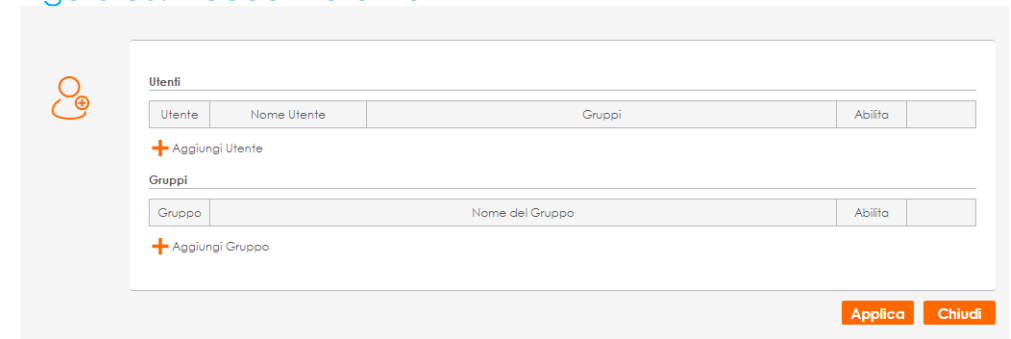 Utenti
Utente Nome Utente Gruppi Abilita
Aggiungi Utente
Gruppi
Gruppo Nome del Gruppo Abilita
Aggiungi Gruppo
Applica Chiudi